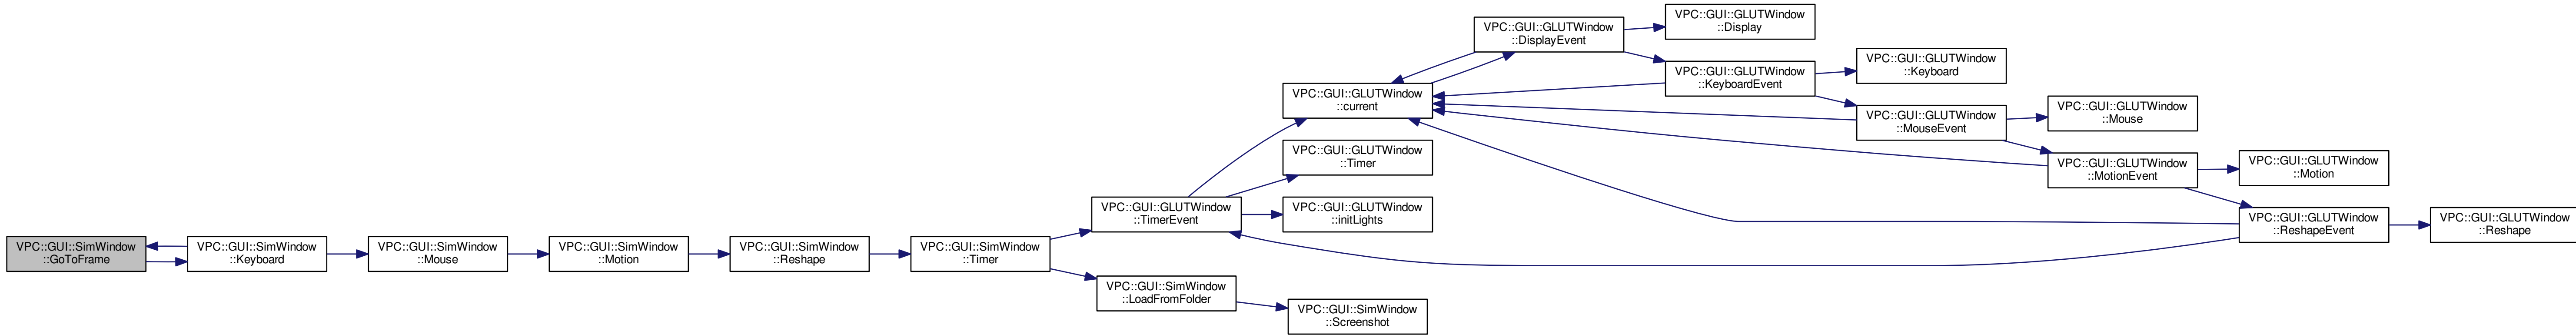 VPC::GUI::SimWindow
::GoToFrame
VPC::GUI::SimWindow
::Keyboard
VPC::GUI::SimWindow
::Mouse
VPC::GUI::SimWindow
::Motion
VPC::GUI::SimWindow
::Reshape
VPC::GUI::SimWindow
::Timer
VPC::GUI::GLUTWindow
::TimerEvent
VPC::GUI::SimWindow
::LoadFromFolder
VPC::GUI::GLUTWindow
::current
VPC::GUI::GLUTWindow
::Timer
VPC::GUI::GLUTWindow
::initLights
VPC::GUI::SimWindow
::Screenshot
VPC::GUI::GLUTWindow
::DisplayEvent
VPC::GUI::GLUTWindow
::Display
VPC::GUI::GLUTWindow
::KeyboardEvent
VPC::GUI::GLUTWindow
::Keyboard
VPC::GUI::GLUTWindow
::MouseEvent
VPC::GUI::GLUTWindow
::Mouse
VPC::GUI::GLUTWindow
::MotionEvent
VPC::GUI::GLUTWindow
::Motion
VPC::GUI::GLUTWindow
::ReshapeEvent
VPC::GUI::GLUTWindow
::Reshape